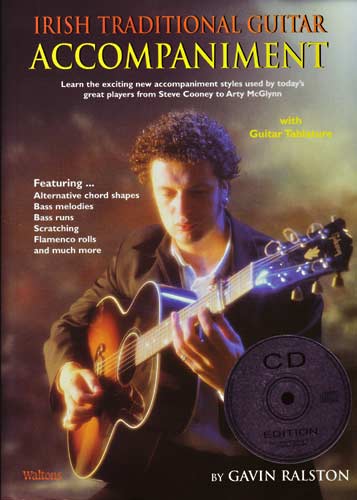 IRISH TRADITIONAL GUITAR
ACCOMPANIMENT
Learn the exciting new accompaniment styles used by today's
great players from Steve Cooney to Arty McGlynn
with
Guitar Tablature
Featuring ...
Alternative chord shapes
Bass melodies
Bass runs
Scratching
Flamenco rolls
and much more
CD
EDITION
Waltons
BY GAVIN RALSTON